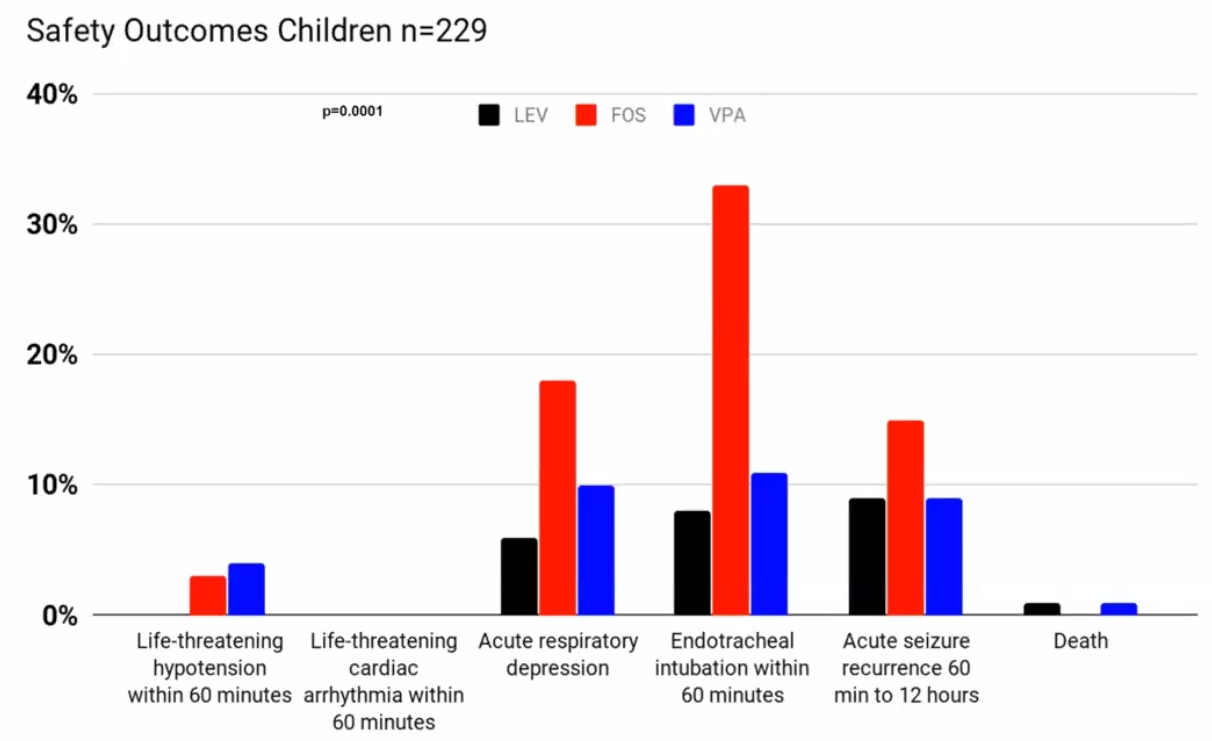 Safety Outcomes Children n=229
40%
p=0.0001
LEV FOS VPA
30%
20%
10%
0%
Life-threatening
hypotension
within 60 minutes
Life-threatening
cardiac
arrhythmia within
60 minutes
Acute respiratory
depression
Endotracheal
intubation within
60 minutes
Acute seizure
recurrence 60
min to 12 hours
Death